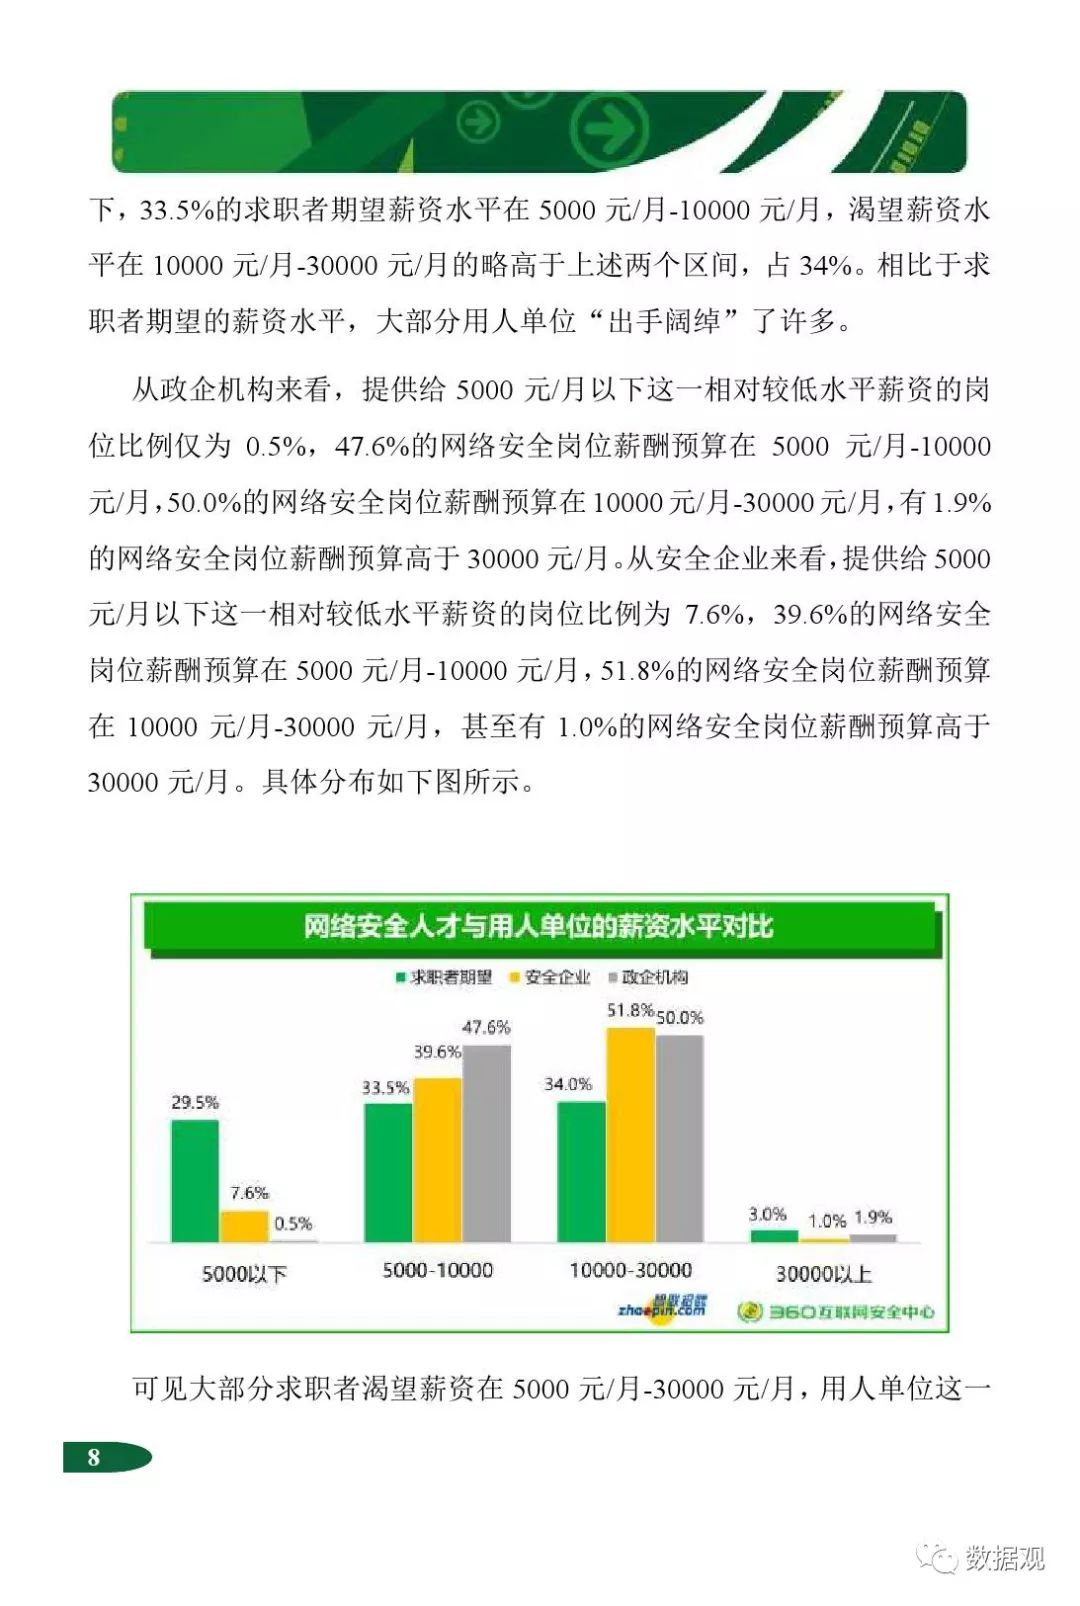 下，33.5%的求职者期望薪资水平在 5000 元/月-10000 元/月，渴望薪资水
平在 10000 元/月-30000 元/月的略高于上述两个区间，占 34%。相比于求
职者期望的薪资水平，大部分用人单位“出手阔绰”了许多。
从政企机构来看，提供给 5000 元/月以下这一相对较低水平薪资的岗
位比例仅为 0.5%，47.6%的网络安全岗位薪酬预算在 5000 元/月-10000
元/月，50.0%的网络安全岗位薪酬预算在 10000 元/月-30000 元/月，有 1.9%
的网络安全岗位薪酬预算高于 30000 元/月。从安全企业来看，提供给 5000
元/月以下这一相对较低水平薪资的岗位比例为 7.6%，39.6%的网络安全
岗位薪酬预算在 5000 元/月-10000 元/月，51.8%的网络安全岗位薪酬预算
在 10000 元/月-30000 元/月，甚至有 1.0%的网络安全岗位薪酬预算高于
30000 元/月。具体分布如下图所示。
网络安全人才与用人单位的薪资水平对比
求职者期望 安全企业 政企机构
29.5% 7.6% 0.5%
33.5% 39.6% 47.6%
34.0% 51.8% 50.0%
3.0% 1.0% 1.9%
5000以下 5000-10000 10000-30000 30000以上
智联招聘
zhaopin.com
360互联网安全中心
可见大部分求职者渴望薪资在 5000 元/月-30000 元/月，用人单位这一
8
数据观